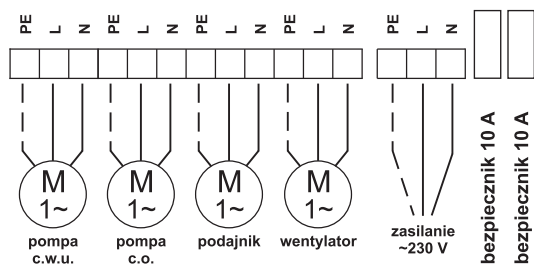 PE L N PE L N PE L N PE L N PE L N
M
1~
M
1~
M
1~
M
1~
pompa
c.w.u.
pompa
c.o.
podajnik
wentylator
zasilanie
~230 V
bezpiecznik 10 A
bezpiecznik 10 A